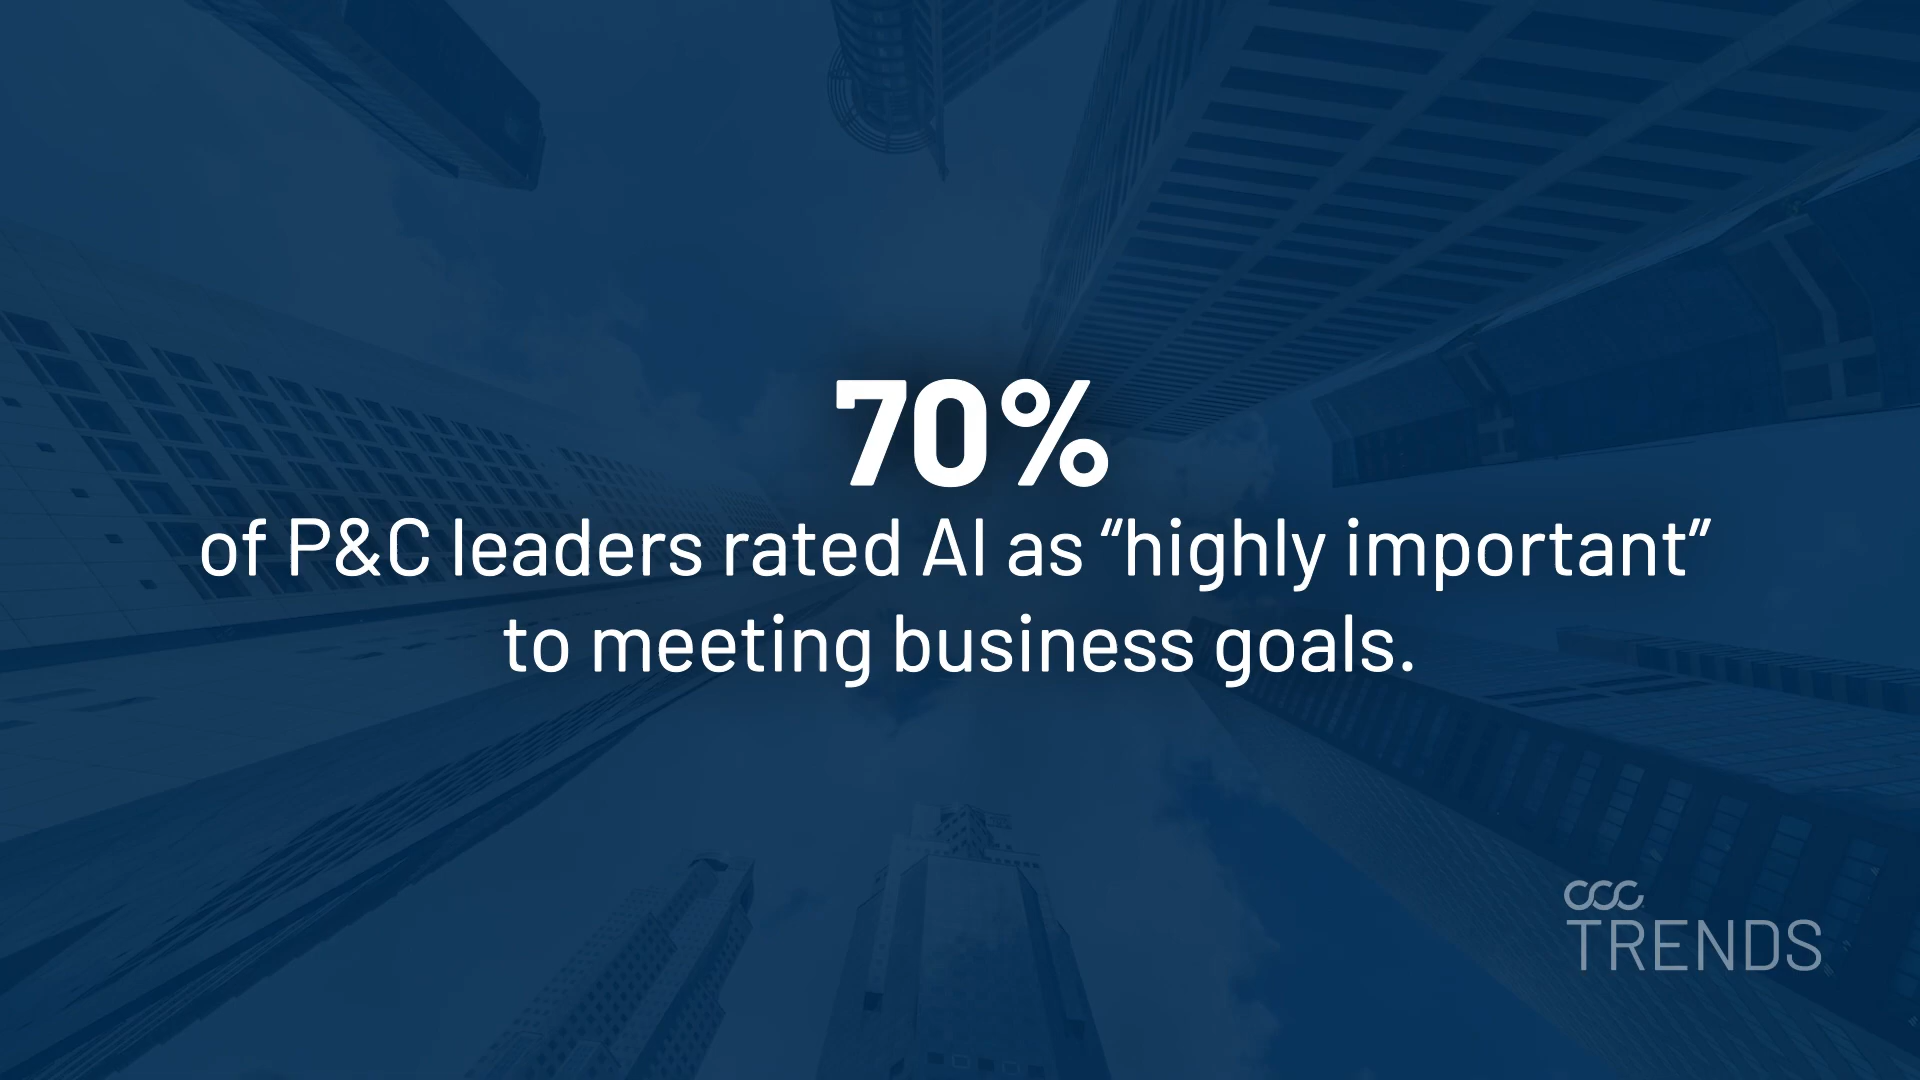 70%
of P&C leaders rated AI as “highly important”
to meeting business goals.
CCC
TRENDS